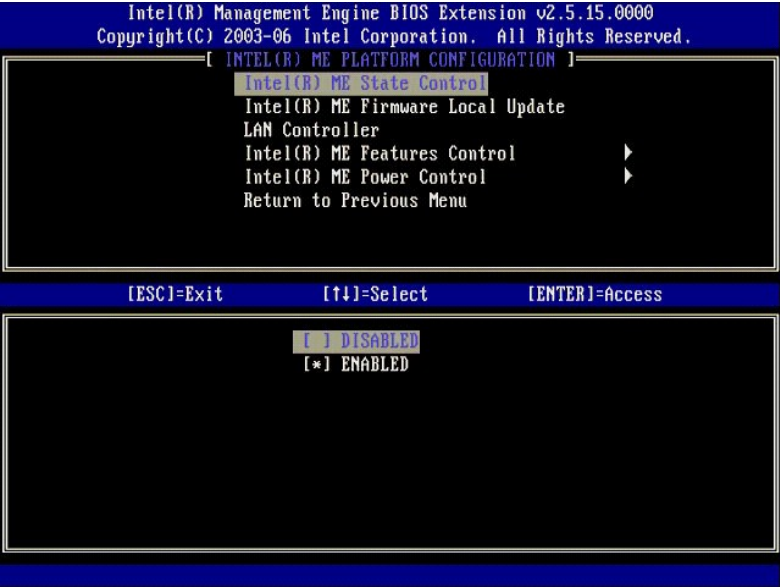 Intel(R) Management Engine BIOS Extension v2.5.15.0000
Copyright(C) 2003-06 Intel Corporation. All Rights Reserved.
[ INTEL(R) ME PLATFORM CONFIGURATION ]
Intel(R) ME State Control
Intel(R) ME Firmware Local Update
LAN Controller
Intel(R) ME Features Control ►
Intel(R) ME Power Control ►
Return to Previous Menu
[ESC]=Exit [↑↓]=Select [ENTER]=Access
[ ] DISABLED
[*] ENABLED